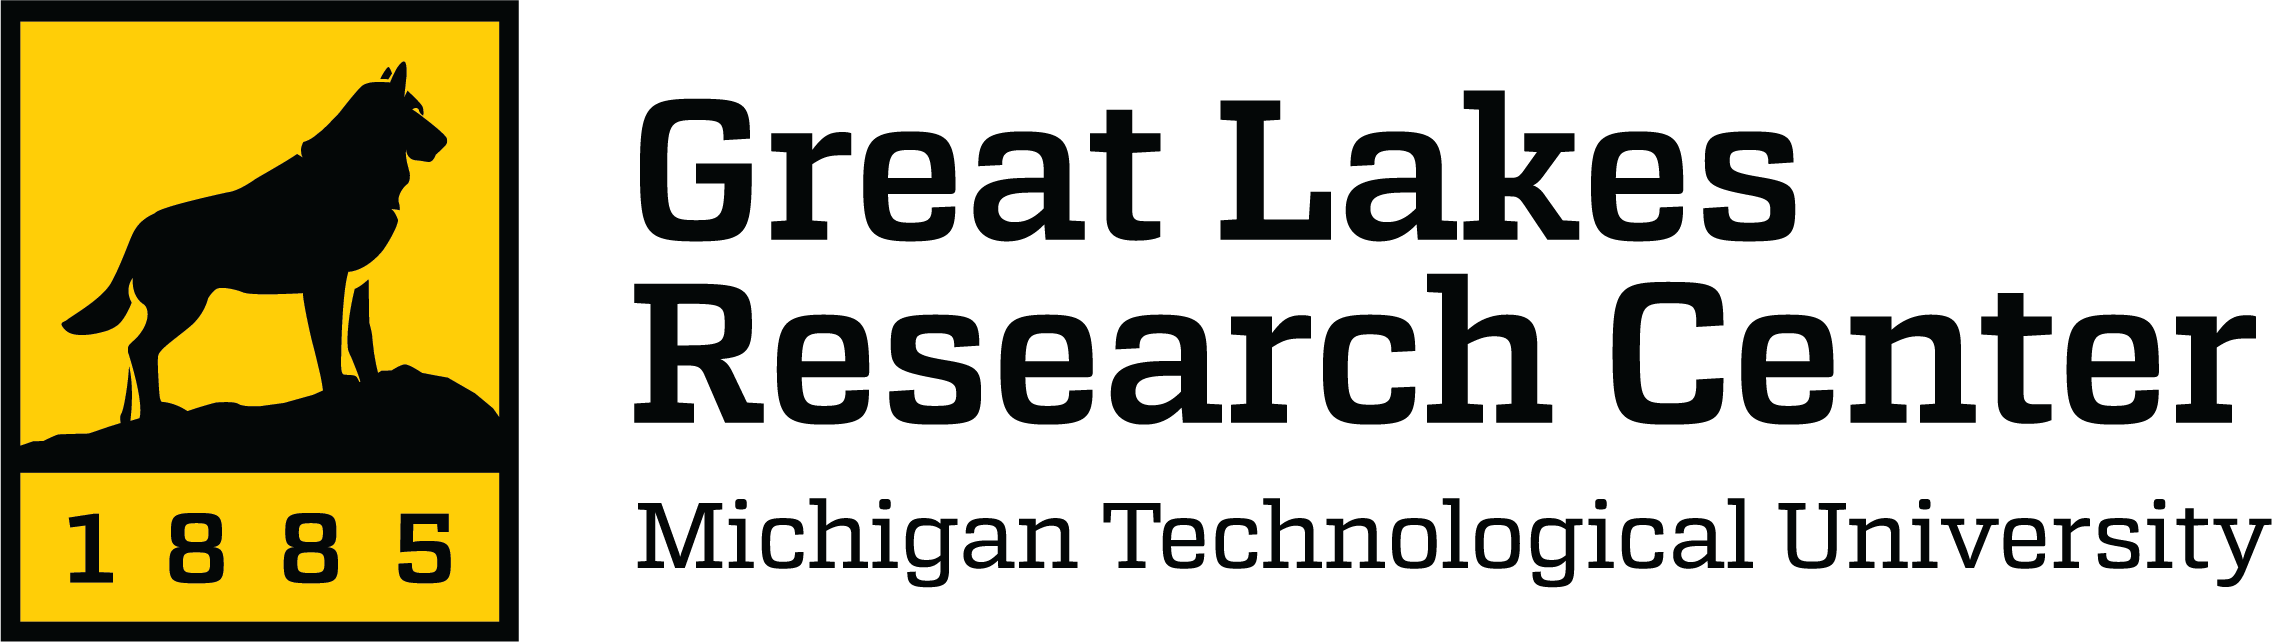 1885
Great Lakes
Research Center
Michigan Technological University